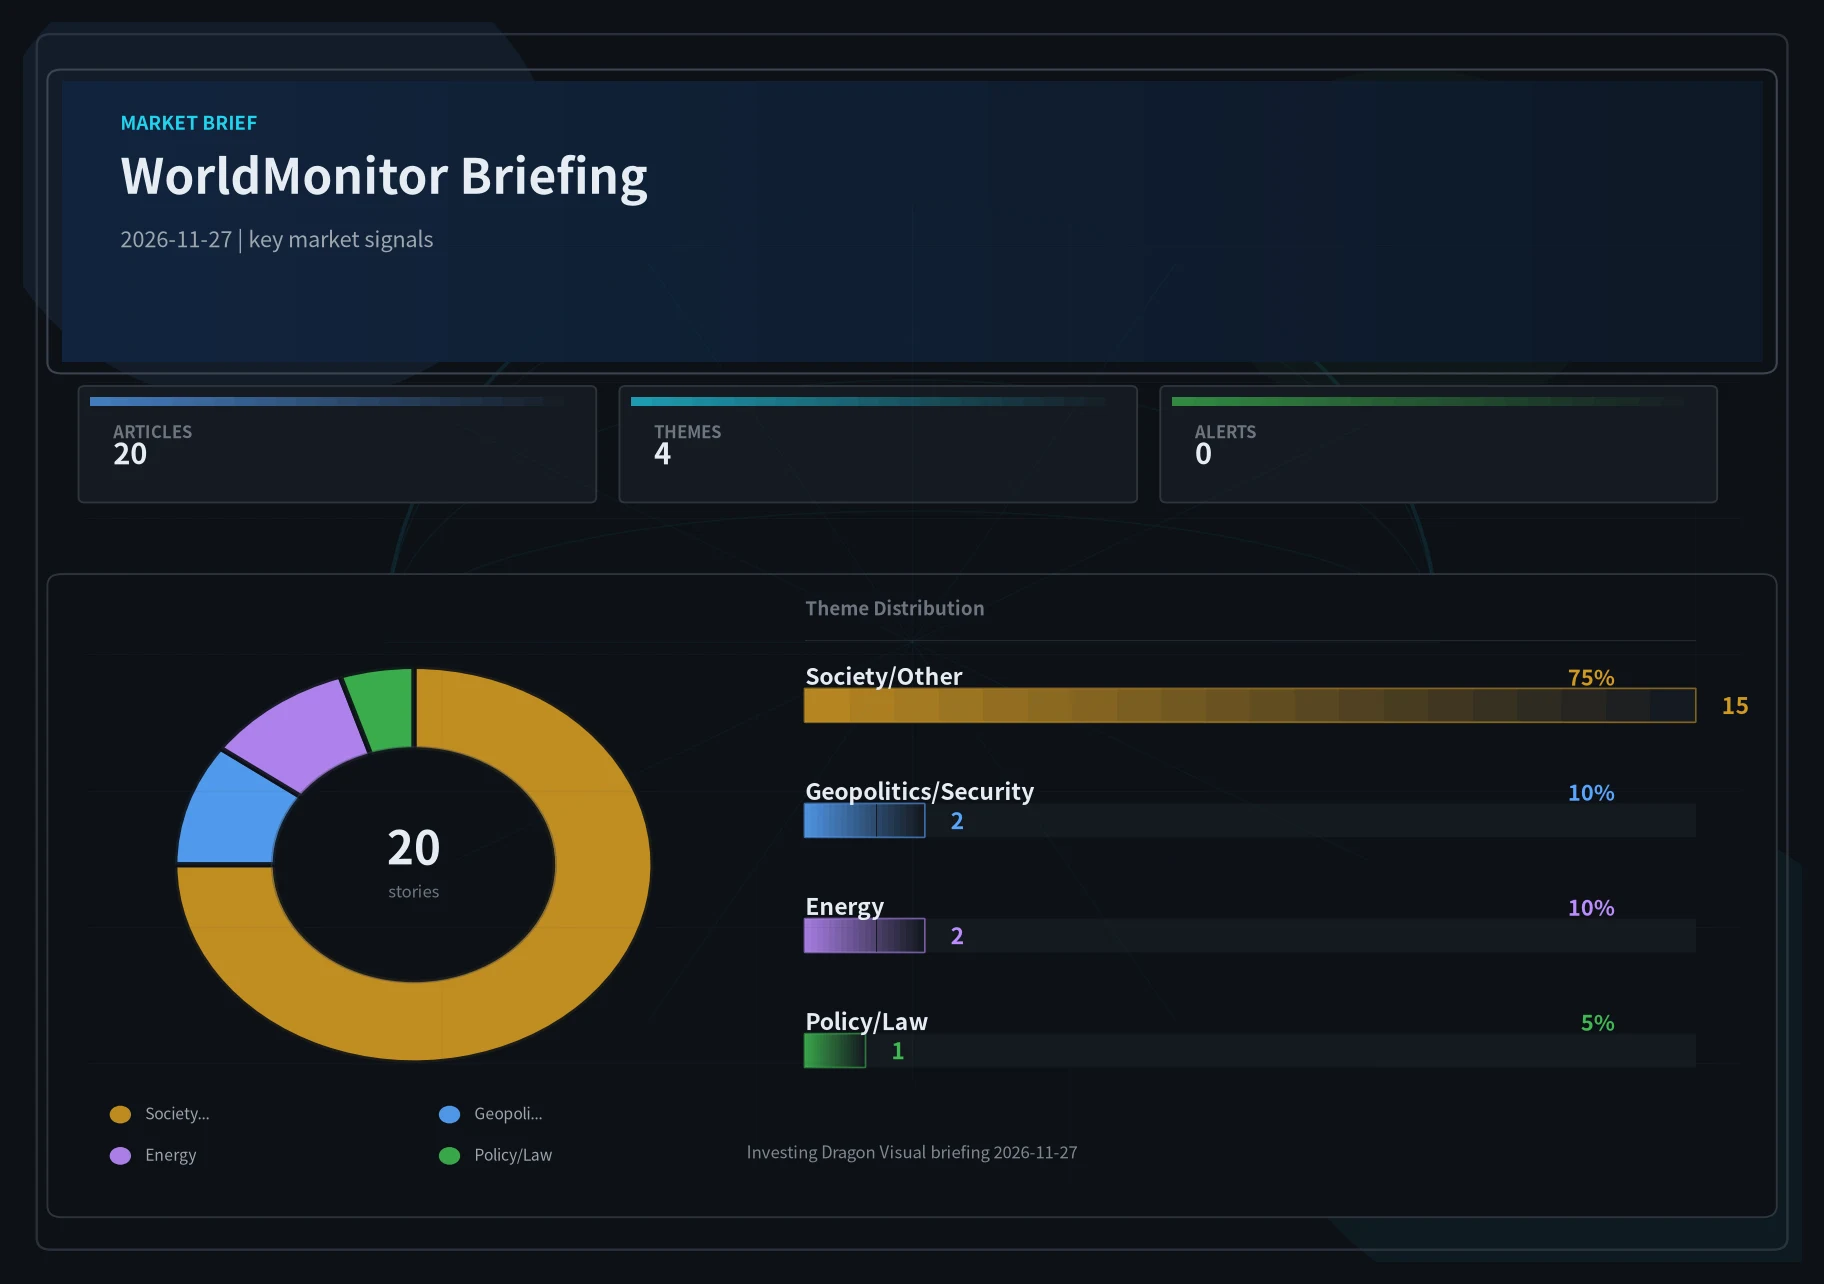 MARKET BRIEF
WorldMonitor Briefing
2026-11-27 | key market signals
ARTICLES
20
THEMES
4
ALERTS
0
Theme Distribution
Society/Other 75%
15
Geopolitics/Security 10%
2
Energy 10%
2
Policy/Law 5%
1
20
stories
Society... Geopoli...
Energy Policy/Law
Investing Dragon Visual briefing 2026-11-27